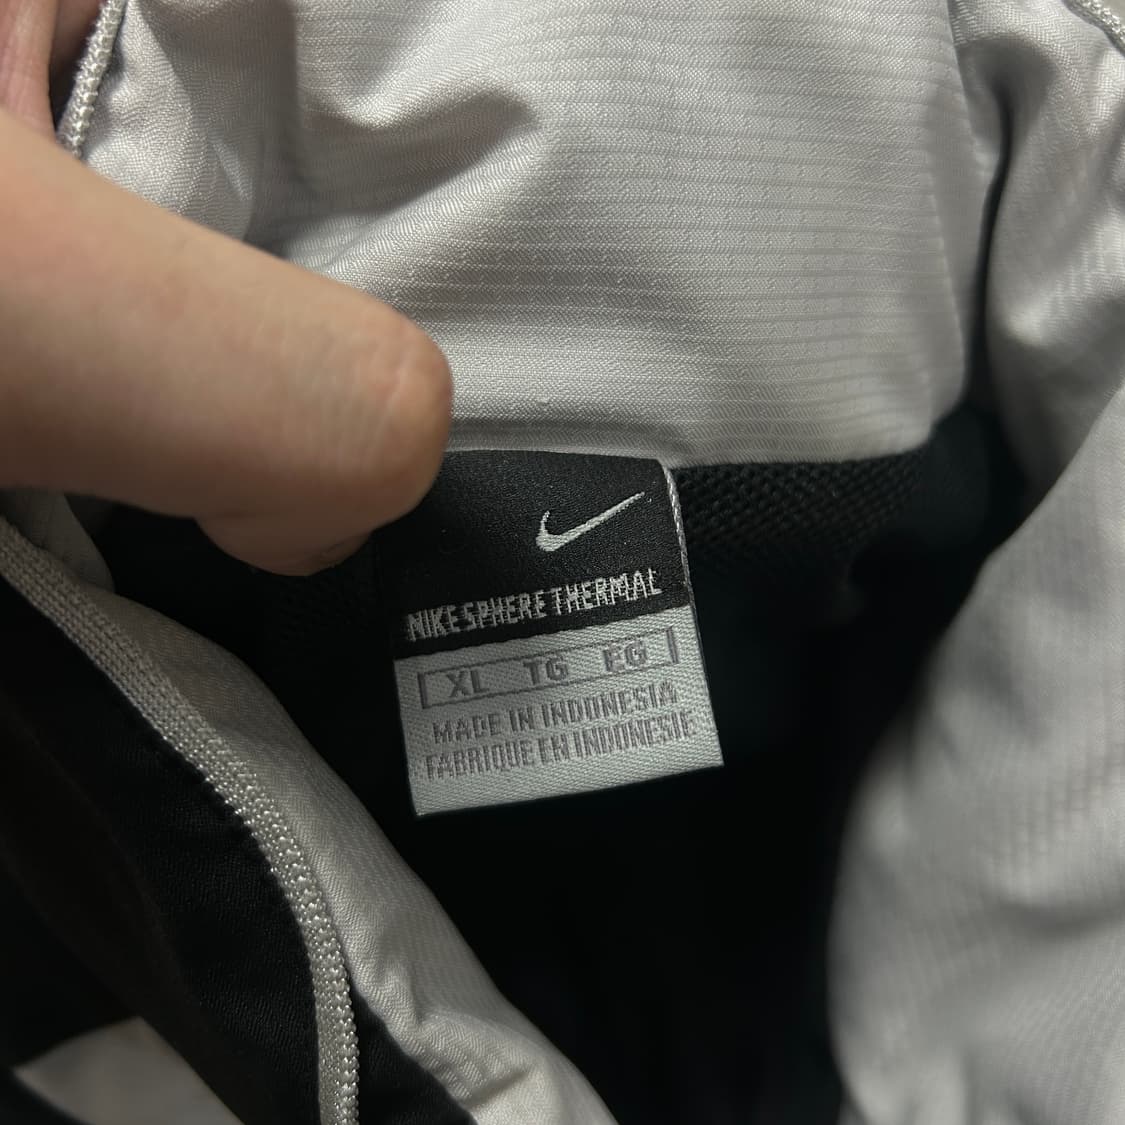 NIKE SPHERE THERMAL
XL TG EG
MADE IN INDONESIA
FABRIQUE EN INDONESIE